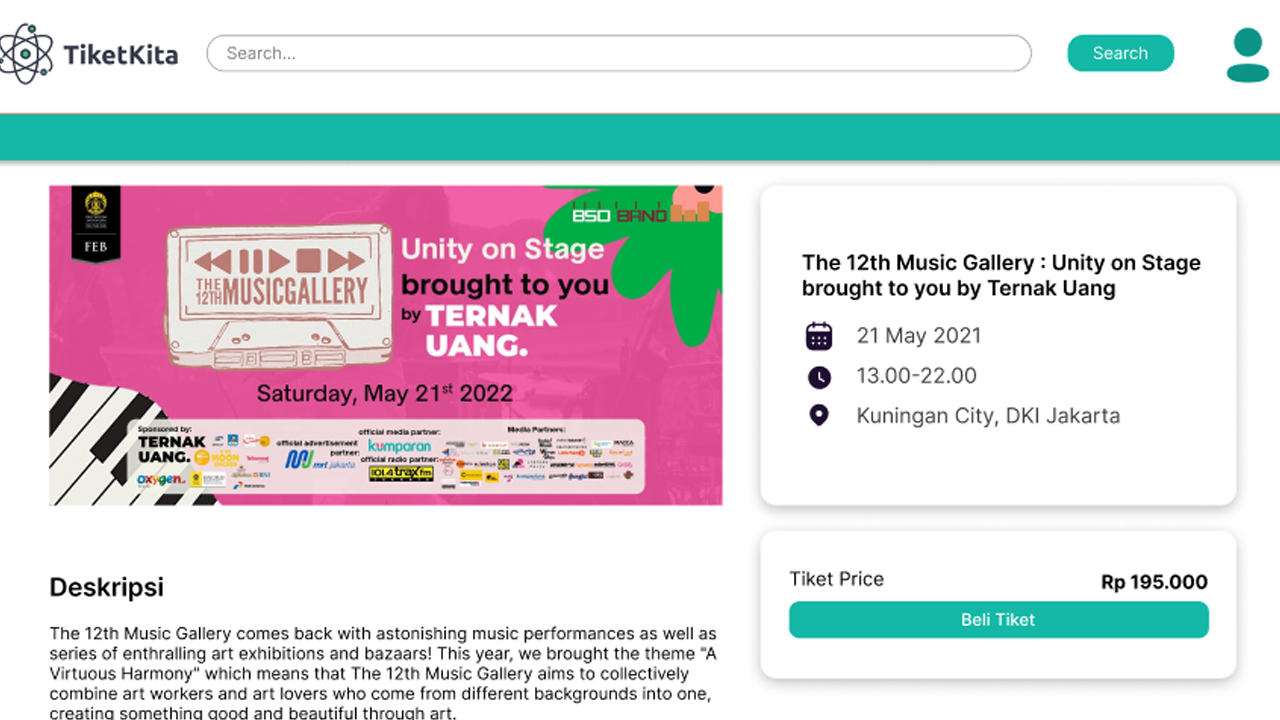 TiketKita
Search...
Search
FEB
BSO BAND
THE
12TH MUSICGALLERY
Unity on Stage
brought to you
by TERNAK
UANG.
Saturday, May 21st 2022
Sponsored by:
TERNAK
UANG.
oxygen.id
official advertisement
partner:
mrt jakarta
official media partner:
kumparan
official radio partner:
101.4 trax fm
Media Partners:
The 12th Music Gallery : Unity on Stage
brought to you by Ternak Uang
21 May 2021
13.00-22.00
Kuningan City, DKI Jakarta
Tiket Price
Rp 195.000
Beli Tiket
Deskripsi
The 12th Music Gallery comes back with astonishing music performances as well as
series of enthralling art exhibitions and bazaars! This year, we brought the theme "A
Virtuous Harmony" which means that The 12th Music Gallery aims to collectively
combine art workers and art lovers who come from different backgrounds into one,
creating something good and beautiful through art.